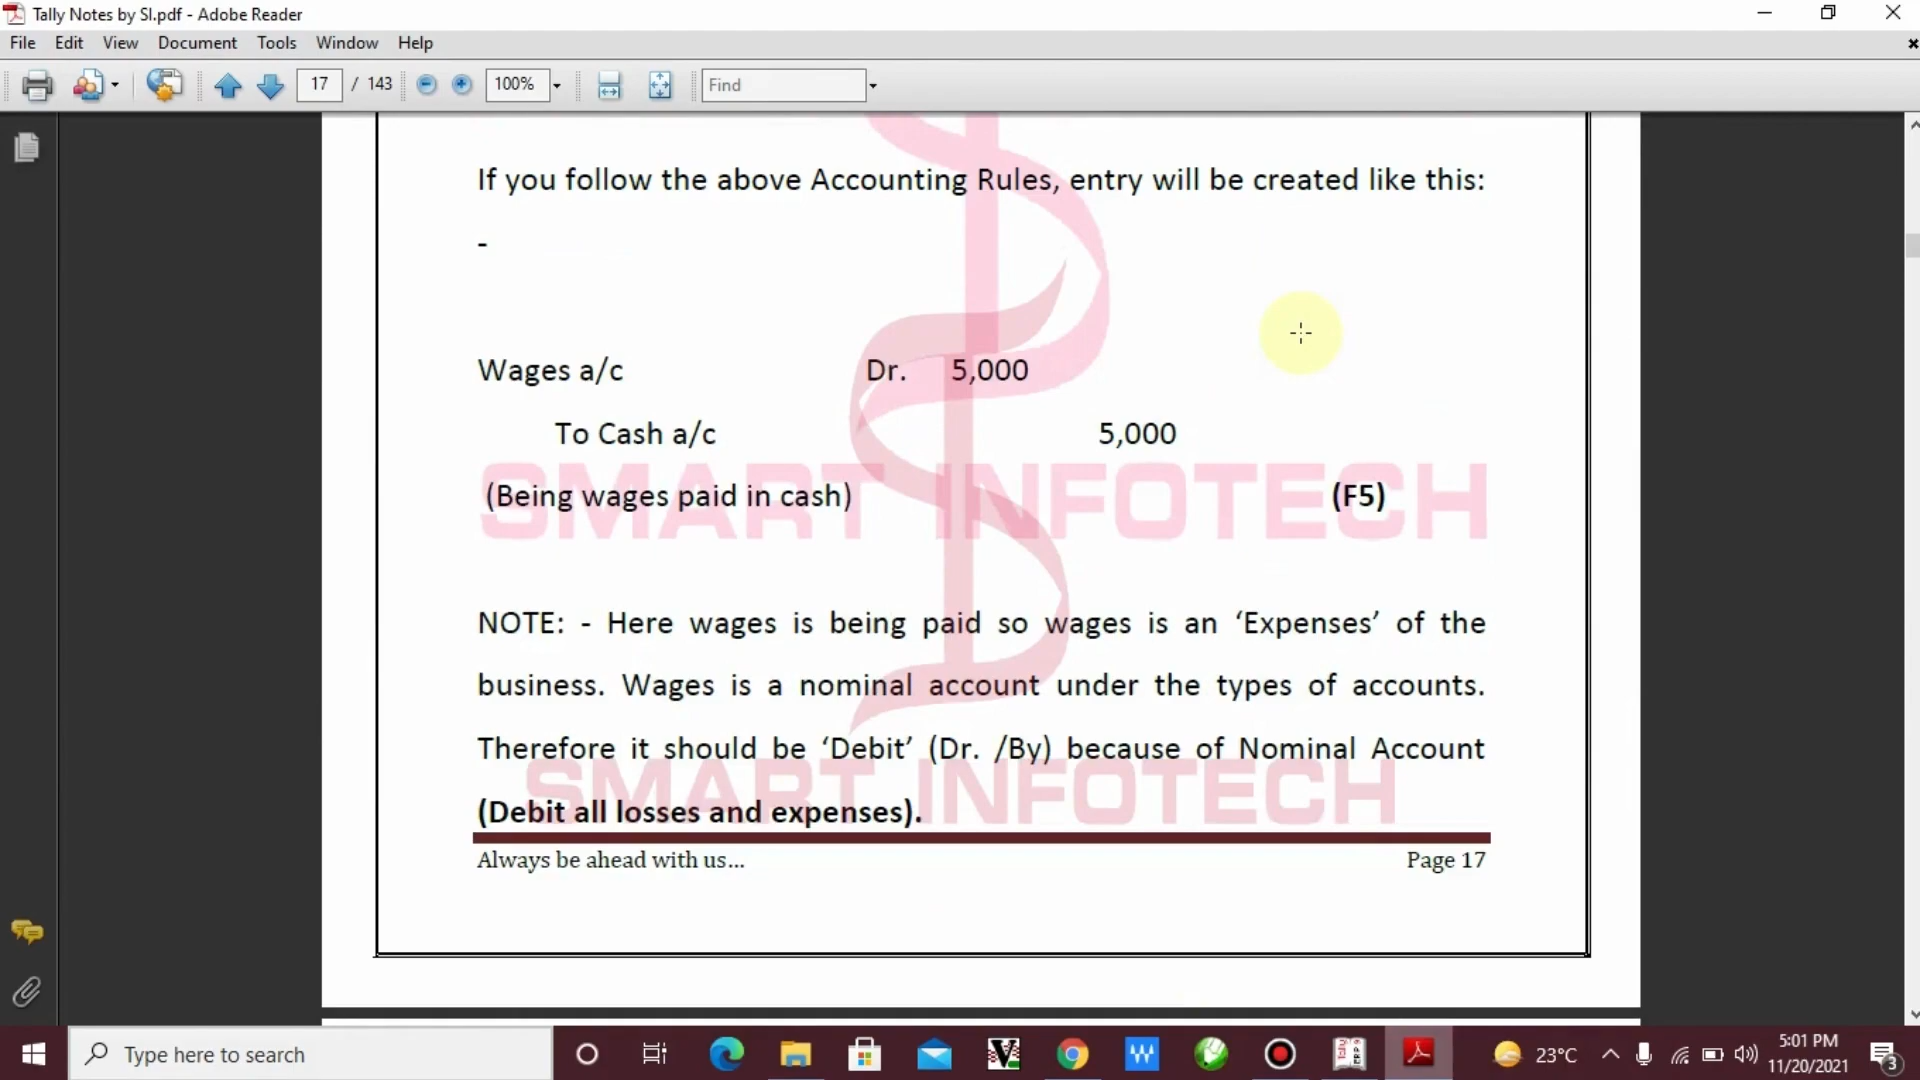 Tally Notes by SI.pdf - Adobe Reader
File Edit View Document Tools Window Help
17 / 143 100% Find
If you follow the above Accounting Rules, entry will be created like this:
-
Wages a/c Dr. 5,000
To Cash a/c 5,000
(Being wages paid in cash) (F5)
SMART INFOTECH
NOTE: - Here wages is being paid so wages is an ‘Expenses’ of the
business. Wages is a nominal account under the types of accounts.
Therefore it should be ‘Debit’ (Dr. /By) because of Nominal Account
SMART INFOTECH
(Debit all losses and expenses).
Always be ahead with us... Page 17
Type here to search
23°C
5:01 PM
11/20/2021
3